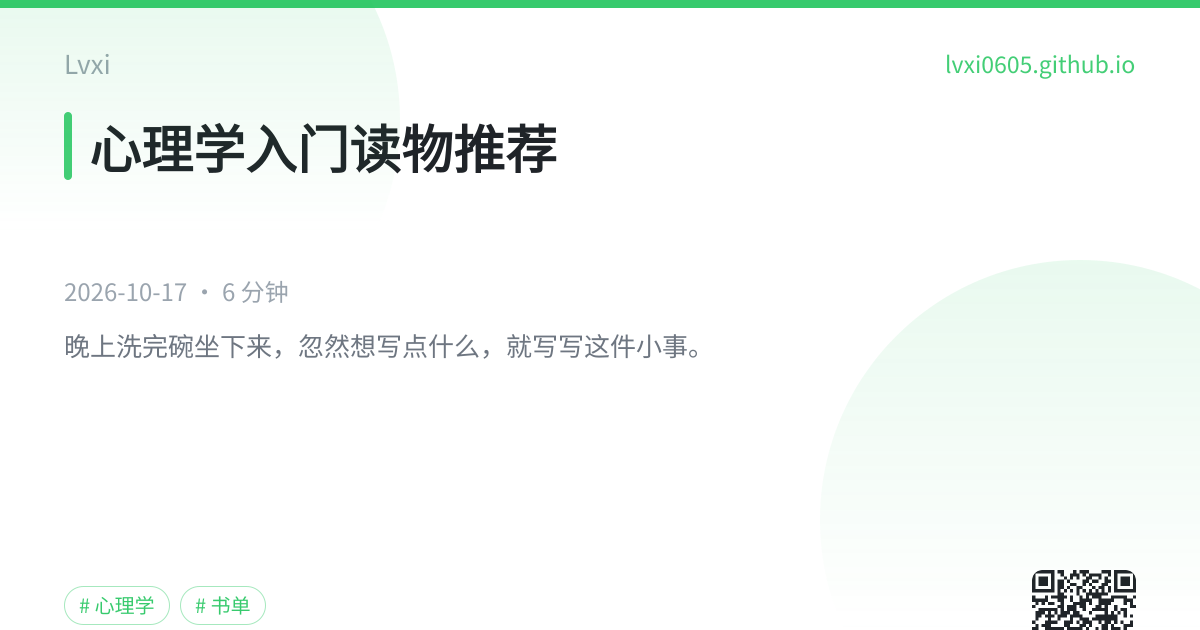 Lvxi
lvxi0605.github.io
心理学入门读物推荐
2026-10-17 · 6 分钟
晚上洗完碗坐下来，忽然想写点什么，就写写这件小事。
# 心理学
# 书单